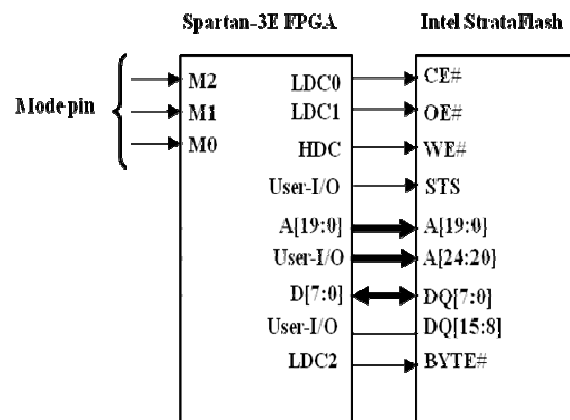 Spartan-3E FPGA
Intel StrataFlash
Mode pin
M2
M1
M0
LDC0
LDC1
HDC
User-I/O
A[19:0]
User-I/O
D[7:0]
User-I/O
LDC2
CE#
OE#
WE#
STS
A[19:0]
A[24:20]
DQ[7:0]
DQ[15:8]
BYTE#